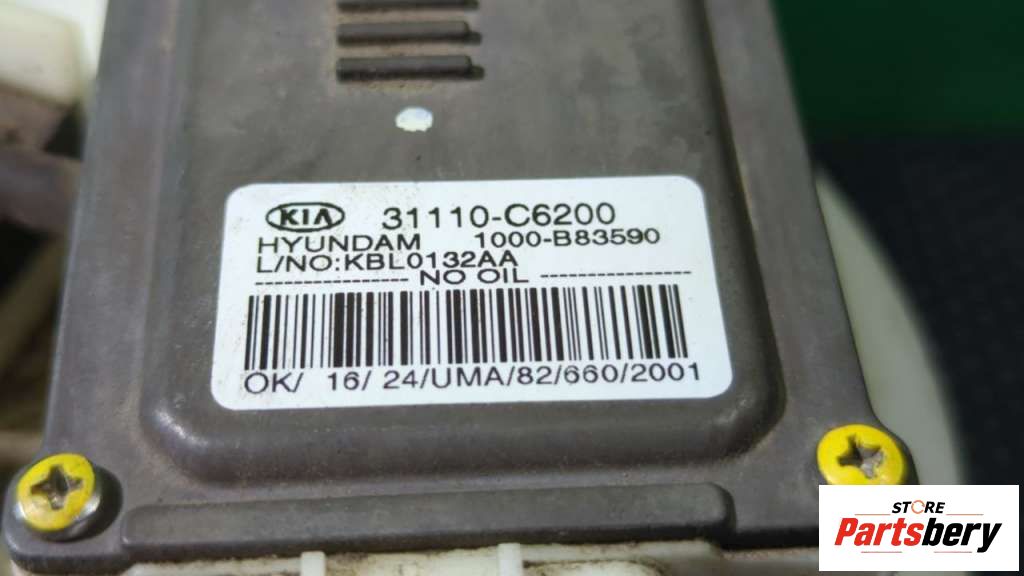 KIA 31110-C6200
HYUNDAM 1000-B83590
L/NO:KBL0132AA
---------------- NO OIL ----------------
OK/ 16/ 24/UMA/82/660/2001
STORE
Partsbery